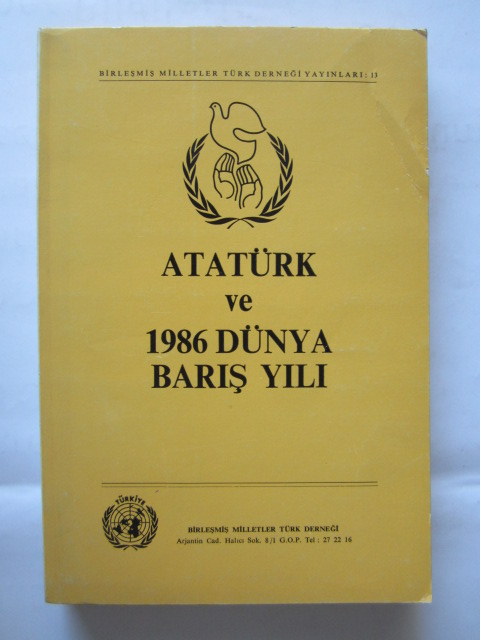 BİRLEŞMİŞ MİLLETLER TÜRK DERNEĞİ YAYINLARI: 13
ATATÜRK
ve
1986 DÜNYA
BARIŞ YILI
TÜRKİYE
BİRLEŞMİŞ MİLLETLER TÜRK DERNEĞİ
Arjantin Cad. Halıcı Sok. 8/1 G.O.P. Tel : 27 22 16